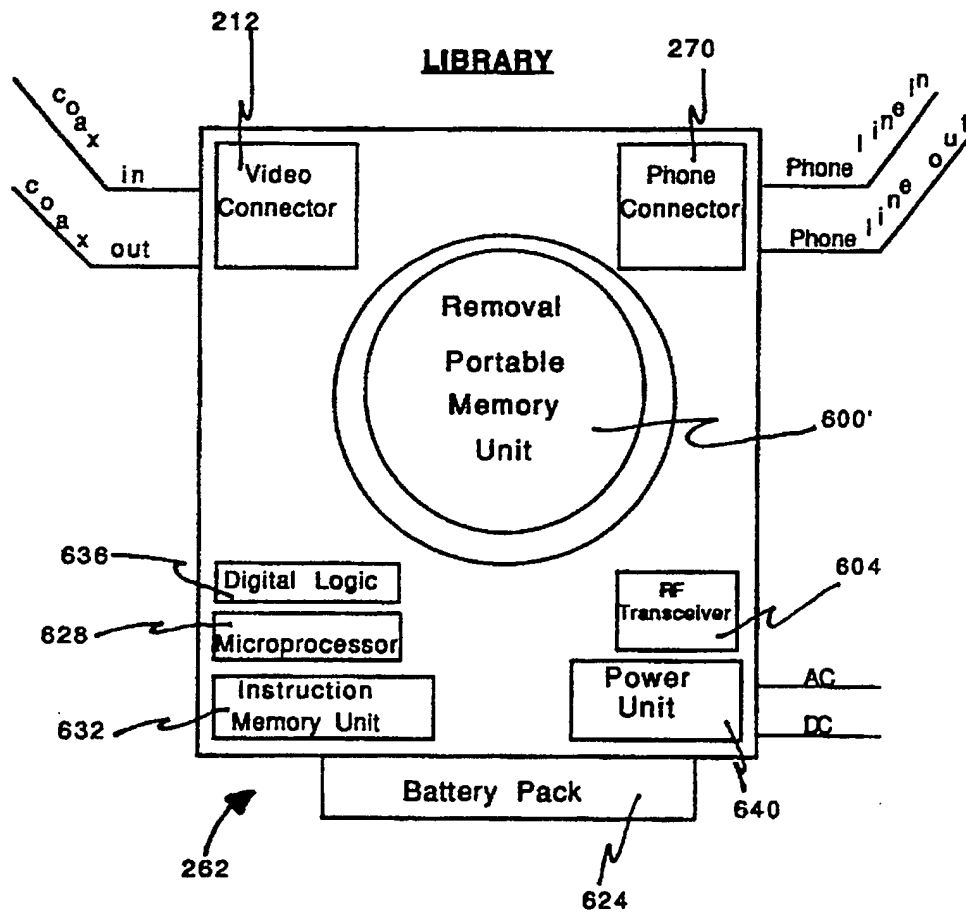 212
LIBRARY
270
coax in
coax out
Phone line in
Phone line out
Video
Connector
Phone
Connector
Removal
Portable
Memory
Unit
600'
636
Digital Logic
628
Microprocessor
632
Instruction
Memory Unit
RF
Transceiver
604
Power
Unit
AC
DC
640
Battery Pack
262
624